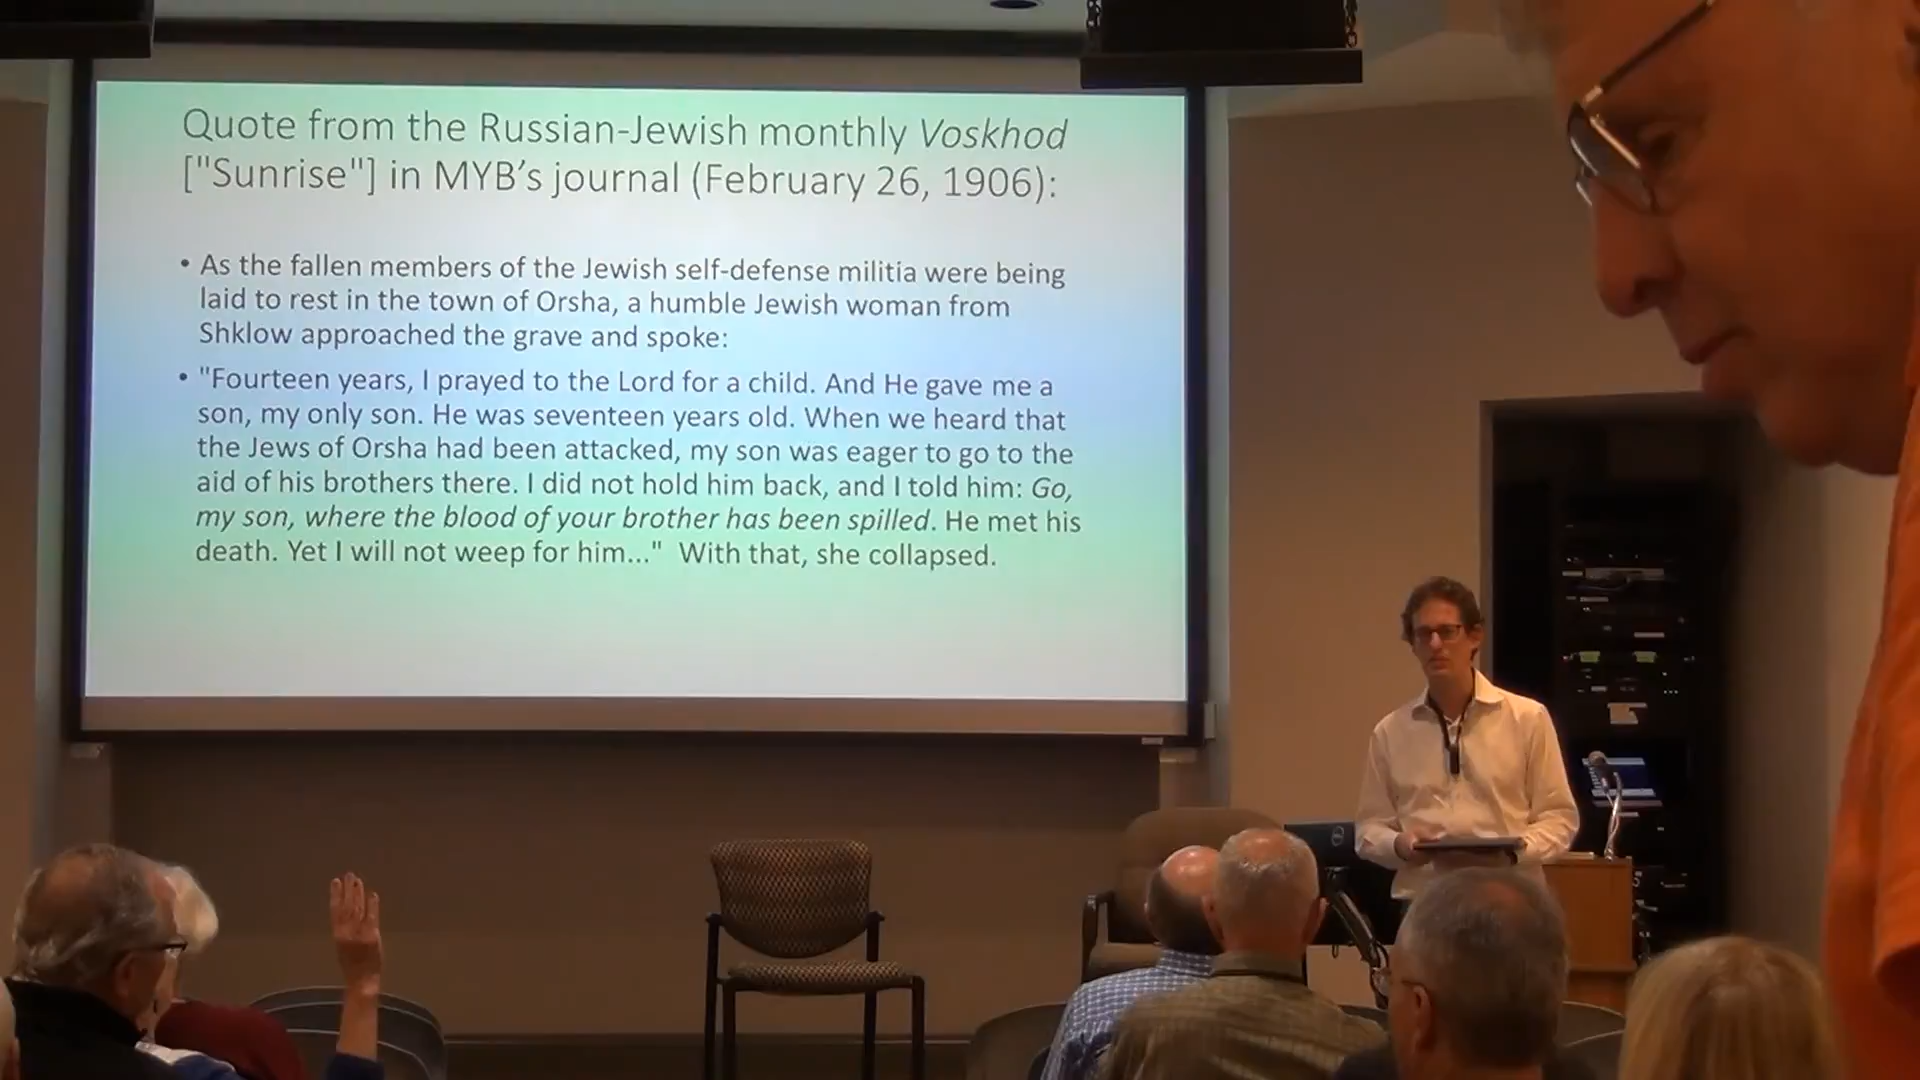 Quote from the Russian-Jewish monthly Voskhod
["Sunrise"] in MYB’s journal (February 26, 1906):
• As the fallen members of the Jewish self-defense militia were being
laid to rest in the town of Orsha, a humble Jewish woman from
Shklow approached the grave and spoke:
• "Fourteen years, I prayed to the Lord for a child. And He gave me a
son, my only son. He was seventeen years old. When we heard that
the Jews of Orsha had been attacked, my son was eager to go to the
aid of his brothers there. I did not hold him back, and I told him: Go,
my son, where the blood of your brother has been spilled. He met his
death. Yet I will not weep for him..."  With that, she collapsed.